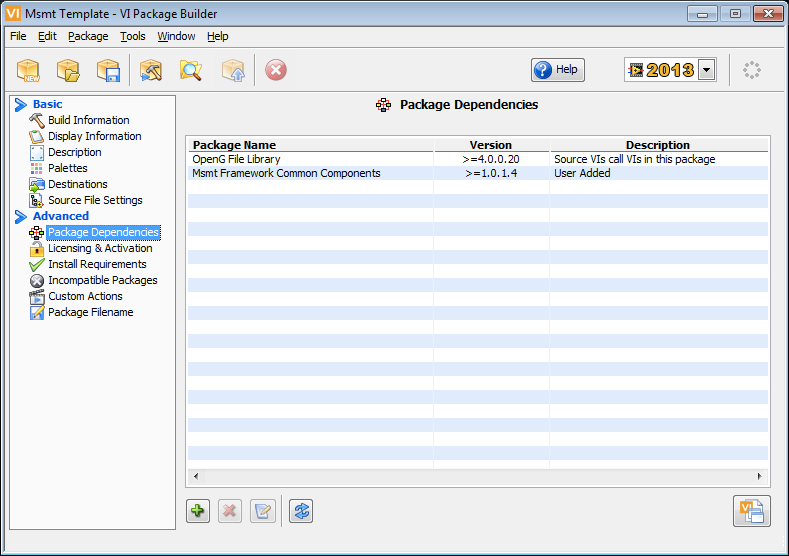 VI Msmt Template - VI Package Builder
File Edit Package Tools Window Help
NEW
Help
2013
Basic
Build Information
Display Information
Description
Palettes
Destinations
Source File Settings
Advanced
Package Dependencies
Licensing & Activation
Install Requirements
Incompatible Packages
Custom Actions
Package Filename
Package Dependencies
Package Name Version Description
OpenG File Library >=4.0.0.20 Source VIs call VIs in this package
Msmt Framework Common Components >=1.0.1.4 User Added
VI